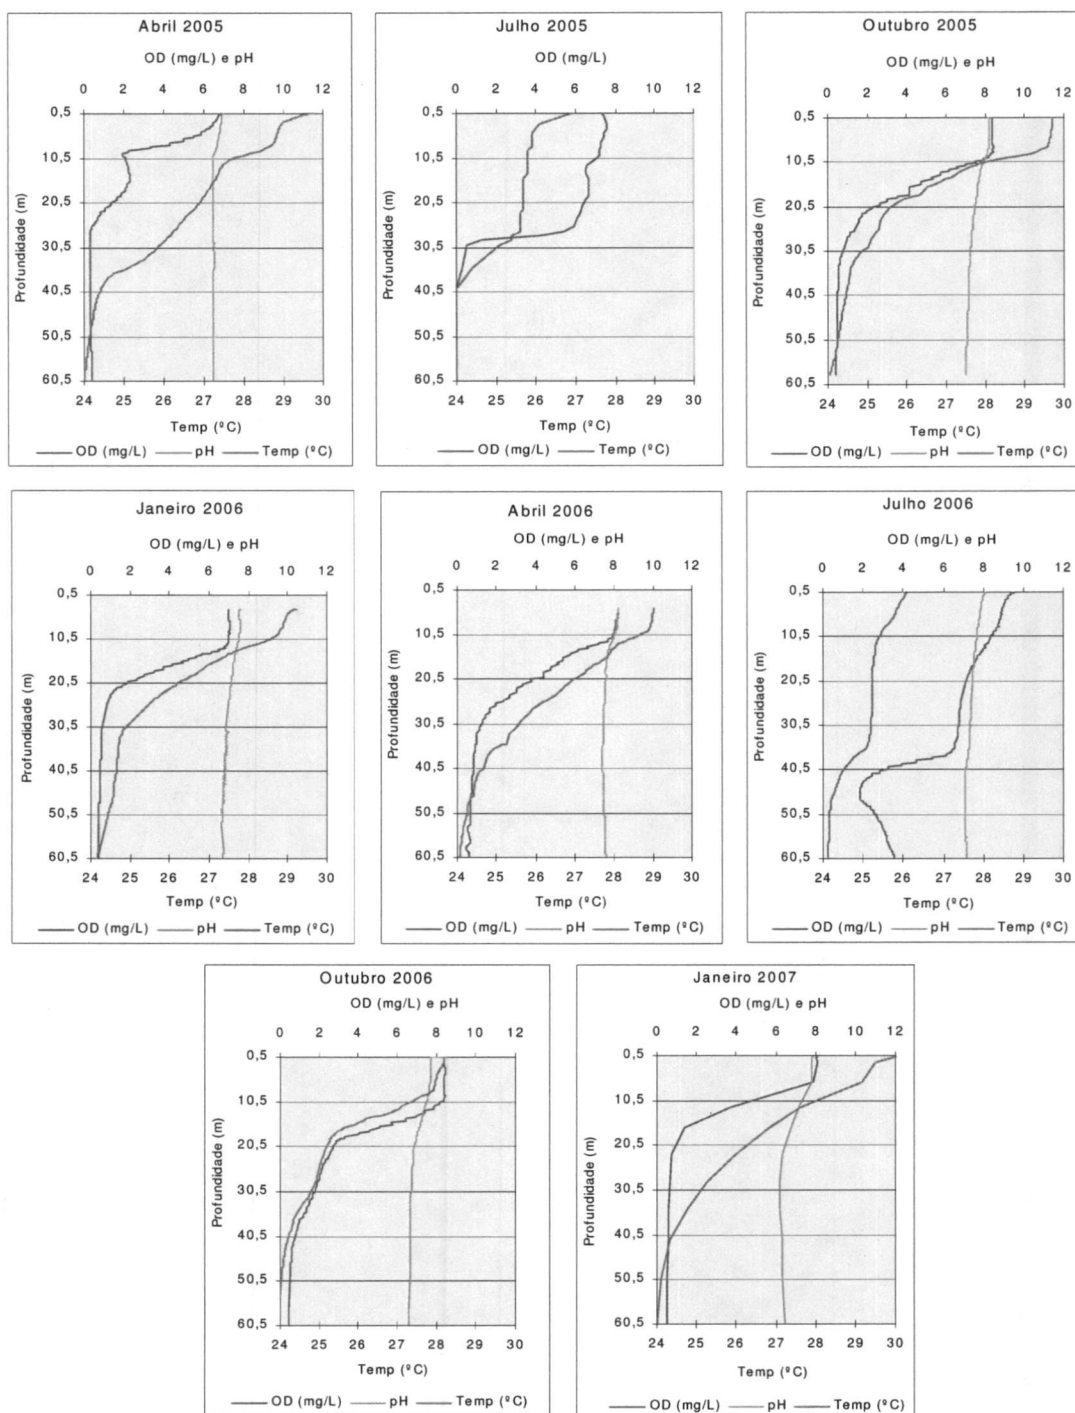 Abril 2005
OD (mg/L) e pH
0 2 4 6 8 10 12
0,5
10,5
20,5
30,5
40,5
50,5
60,5
Profundidade (m)
24 25 26 27 28 29 30
Temp (ºC)
OD (mg/L) pH Temp (ºC)
Julho 2005
OD (mg/L)
0 2 4 6 8 10 12
0,5
10,5
20,5
30,5
40,5
50,5
60,5
Profundidade (m)
24 25 26 27 28 29 30
Temp (ºC)
OD (mg/L) Temp (ºC)
Outubro 2005
OD (mg/L) e pH
0 2 4 6 8 10 12
0,5
10,5
20,5
30,5
40,5
50,5
60,5
Profundidade (m)
24 25 26 27 28 29 30
Temp (ºC)
OD (mg/L) pH Temp (ºC)
Janeiro 2006
OD (mg/L) e pH
0 2 4 6 8 10 12
0,5
10,5
20,5
30,5
40,5
50,5
60,5
Profundidade (m)
24 25 26 27 28 29 30
Temp (ºC)
OD (mg/L) pH Temp (ºC)
Abril 2006
OD (mg/L) e pH
0 2 4 6 8 10 12
0,5
10,5
20,5
30,5
40,5
50,5
60,5
Profundidade (m)
24 25 26 27 28 29 30
Temp (ºC)
OD (mg/L) pH Temp (ºC)
Julho 2006
OD (mg/L) e pH
0 2 4 6 8 10 12
0,5
10,5
20,5
30,5
40,5
50,5
60,5
Profundidade (m)
24 25 26 27 28 29 30
Temp (ºC)
OD (mg/L) pH Temp (ºC)
Outubro 2006
OD (mg/L) e pH
0 2 4 6 8 10 12
0,5
10,5
20,5
30,5
40,5
50,5
60,5
Profundidade (m)
24 25 26 27 28 29 30
Temp (ºC)
OD (mg/L) pH Temp (ºC)
Janeiro 2007
OD (mg/L) e pH
0 2 4 6 8 10 12
0,5
10,5
20,5
30,5
40,5
50,5
60,5
Profundidade (m)
24 25 26 27 28 29 30
Temp (ºC)
OD (mg/L) pH Temp (ºC)